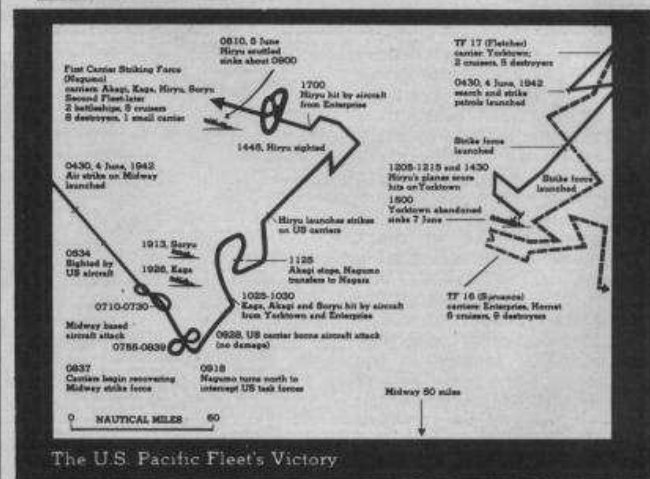 0510, 5 June
Hiryu scuttled
sinks about 0900
TF 17 (Fletcher)
carrier: Yorktown;
2 cruisers, 5 destroyers
First Carrier Striking Force
(Nagumo)
carriers: Akagi, Kaga, Hiryu, Soryu
Second Fleet-later
2 battleships, 5 cruisers
8 destroyers, 1 small carrier
1700
Hiryu hit by aircraft
from Enterprise
0430, 4 June, 1942
search and strike
patrols launched
1445, Hiryu sighted
Strike force
launched
0430, 4 June, 1942
Air strike on Midway
launched
1205-1215 and 1430
Hiryu's planes score
hits on Yorktown
Strike force
launched
1500
Yorktown abandoned
sinks 7 June
Hiryu launches strikes
on US carriers
1913, Soryu
0534
Sighted by
US aircraft
1925, Kaga
1125
Akagi stops, Nagumo
transfers to Nagara
0710-0730
1025-1030
Kaga, Akagi and Soryu hit by aircraft
from Yorktown and Enterprise
TF 16 (Spruance)
carriers: Enterprise, Hornet
6 cruisers, 9 destroyers
Midway based
aircraft attack
0755-0839
0928, US carrier borne aircraft attack
(no damage)
0837
Carriers begin recovering
Midway strike force
0918
Nagumo turns north to
intercept US task forces
Midway 50 miles
0 NAUTICAL MILES 60
The U.S. Pacific Fleet's Victory